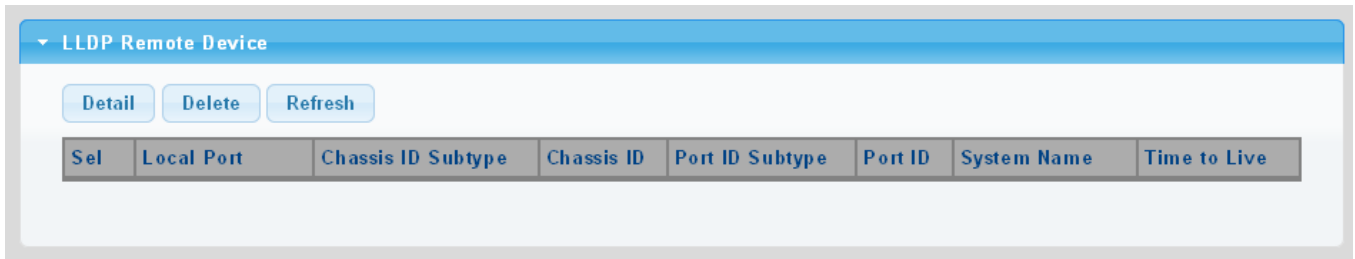 LLDP Remote Device
Detail Delete Refresh
Sel Local Port Chassis ID Subtype Chassis ID Port ID Subtype Port ID System Name Time to Live